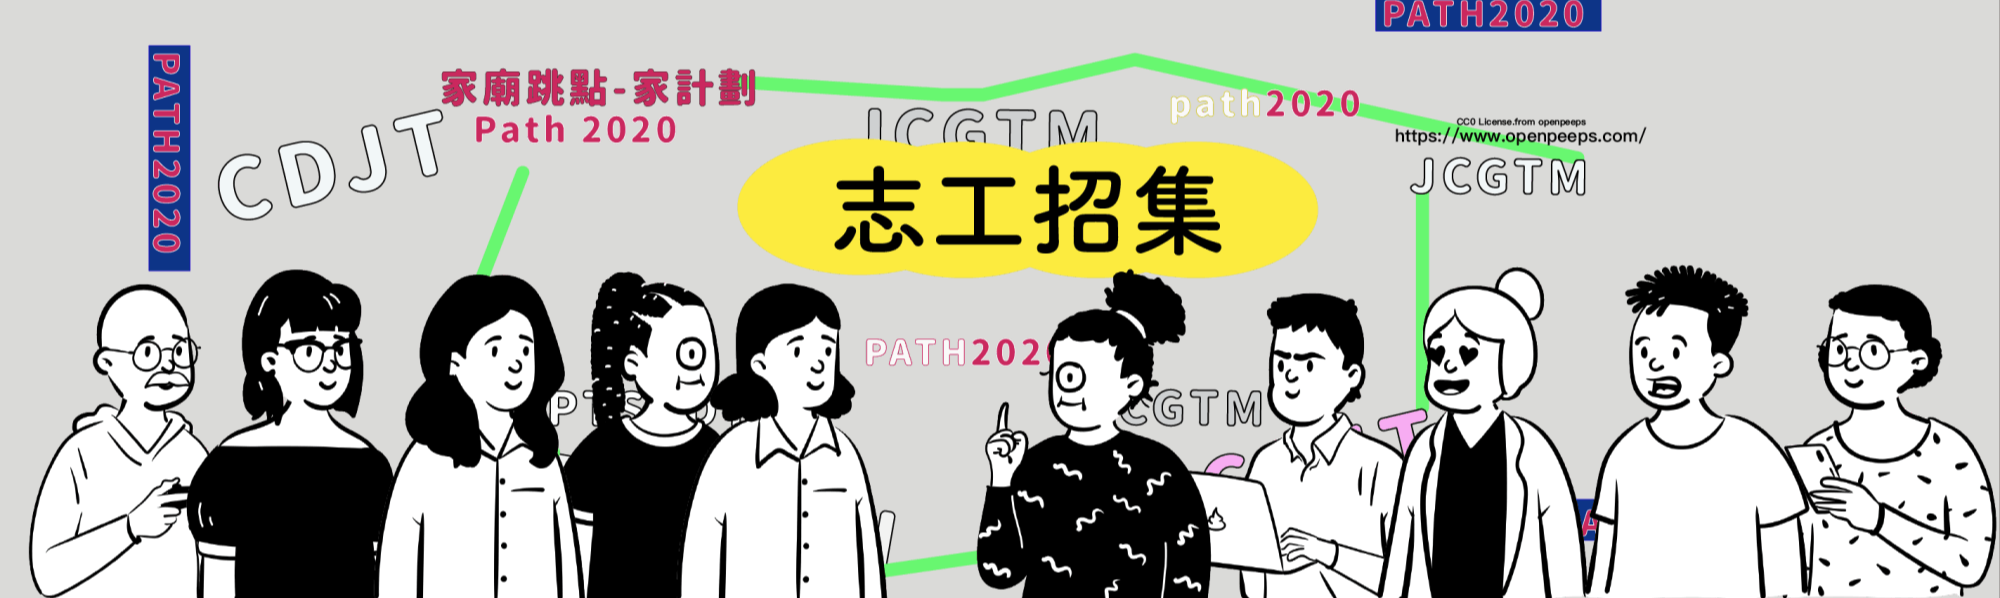 PATH2020
PATH2020
家廟跳點-家計劃
Path 2020
CDJT
JCGTM
path2020
CC0 License.from openpeeps
https://www.openpeeps.com/
JCGTM
志工招集
PATH202
CGTM